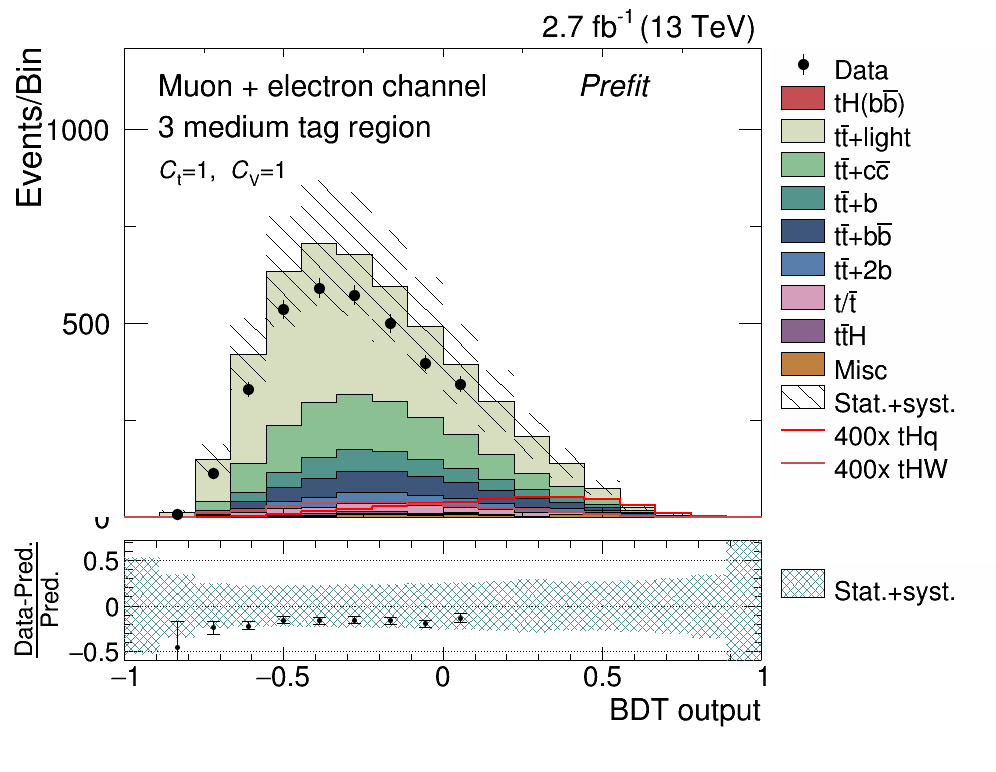 2.7 fb⁻¹ (13 TeV)
Events/Bin
1000
500
0
Muon + electron channel
Prefit
3 medium tag region
Cₜ=1, C_V=1
Data
tH(bb̄)
tt̄+light
tt̄+cc̄
tt̄+b
tt̄+bb̄
tt̄+2b
t/t̄
tt̄H
Misc
Stat.+syst.
400x tHq
400x tHW
Data-Pred.
Pred.
0.5
0
−0.5
Stat.+syst.
−1 −0.5 0 0.5 1
BDT output